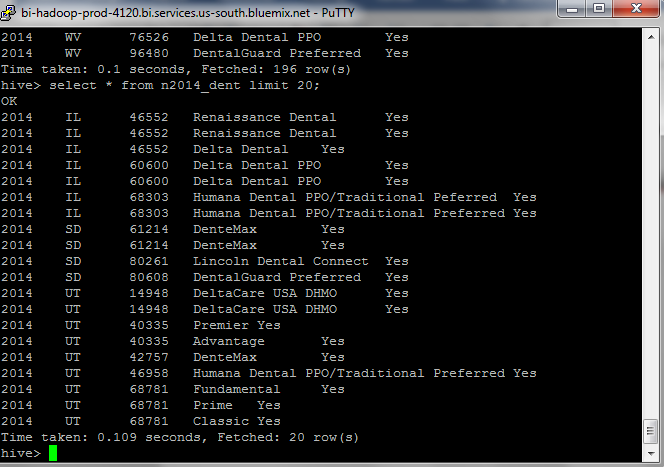 bi-hadoop-prod-4120.bi.services.us-south.bluemix.net - PuTTY
2014 WV 76526 Delta Dental PPO Yes
2014 WV 96480 DentalGuard Preferred Yes
Time taken: 0.1 seconds, Fetched: 196 row(s)
hive> select * from n2014_dent limit 20;
OK
2014 IL 46552 Renaissance Dental Yes
2014 IL 46552 Renaissance Dental Yes
2014 IL 46552 Delta Dental Yes
2014 IL 60600 Delta Dental PPO Yes
2014 IL 60600 Delta Dental PPO Yes
2014 IL 68303 Humana Dental PPO/Traditional Peferred Yes
2014 IL 68303 Humana Dental PPO/Traditional Preferred Yes
2014 SD 61214 DenteMax Yes
2014 SD 61214 DenteMax Yes
2014 SD 80261 Lincoln Dental Connect Yes
2014 SD 80608 DentalGuard Preferred Yes
2014 UT 14948 DeltaCare USA DHMO Yes
2014 UT 14948 DeltaCare USA DHMO Yes
2014 UT 40335 Premier Yes
2014 UT 40335 Advantage Yes
2014 UT 42757 DenteMax Yes
2014 UT 46958 Humana Dental PPO/Traditional Preferred Yes
2014 UT 68781 Fundamental Yes
2014 UT 68781 Prime Yes
2014 UT 68781 Classic Yes
Time taken: 0.109 seconds, Fetched: 20 row(s)
hive>